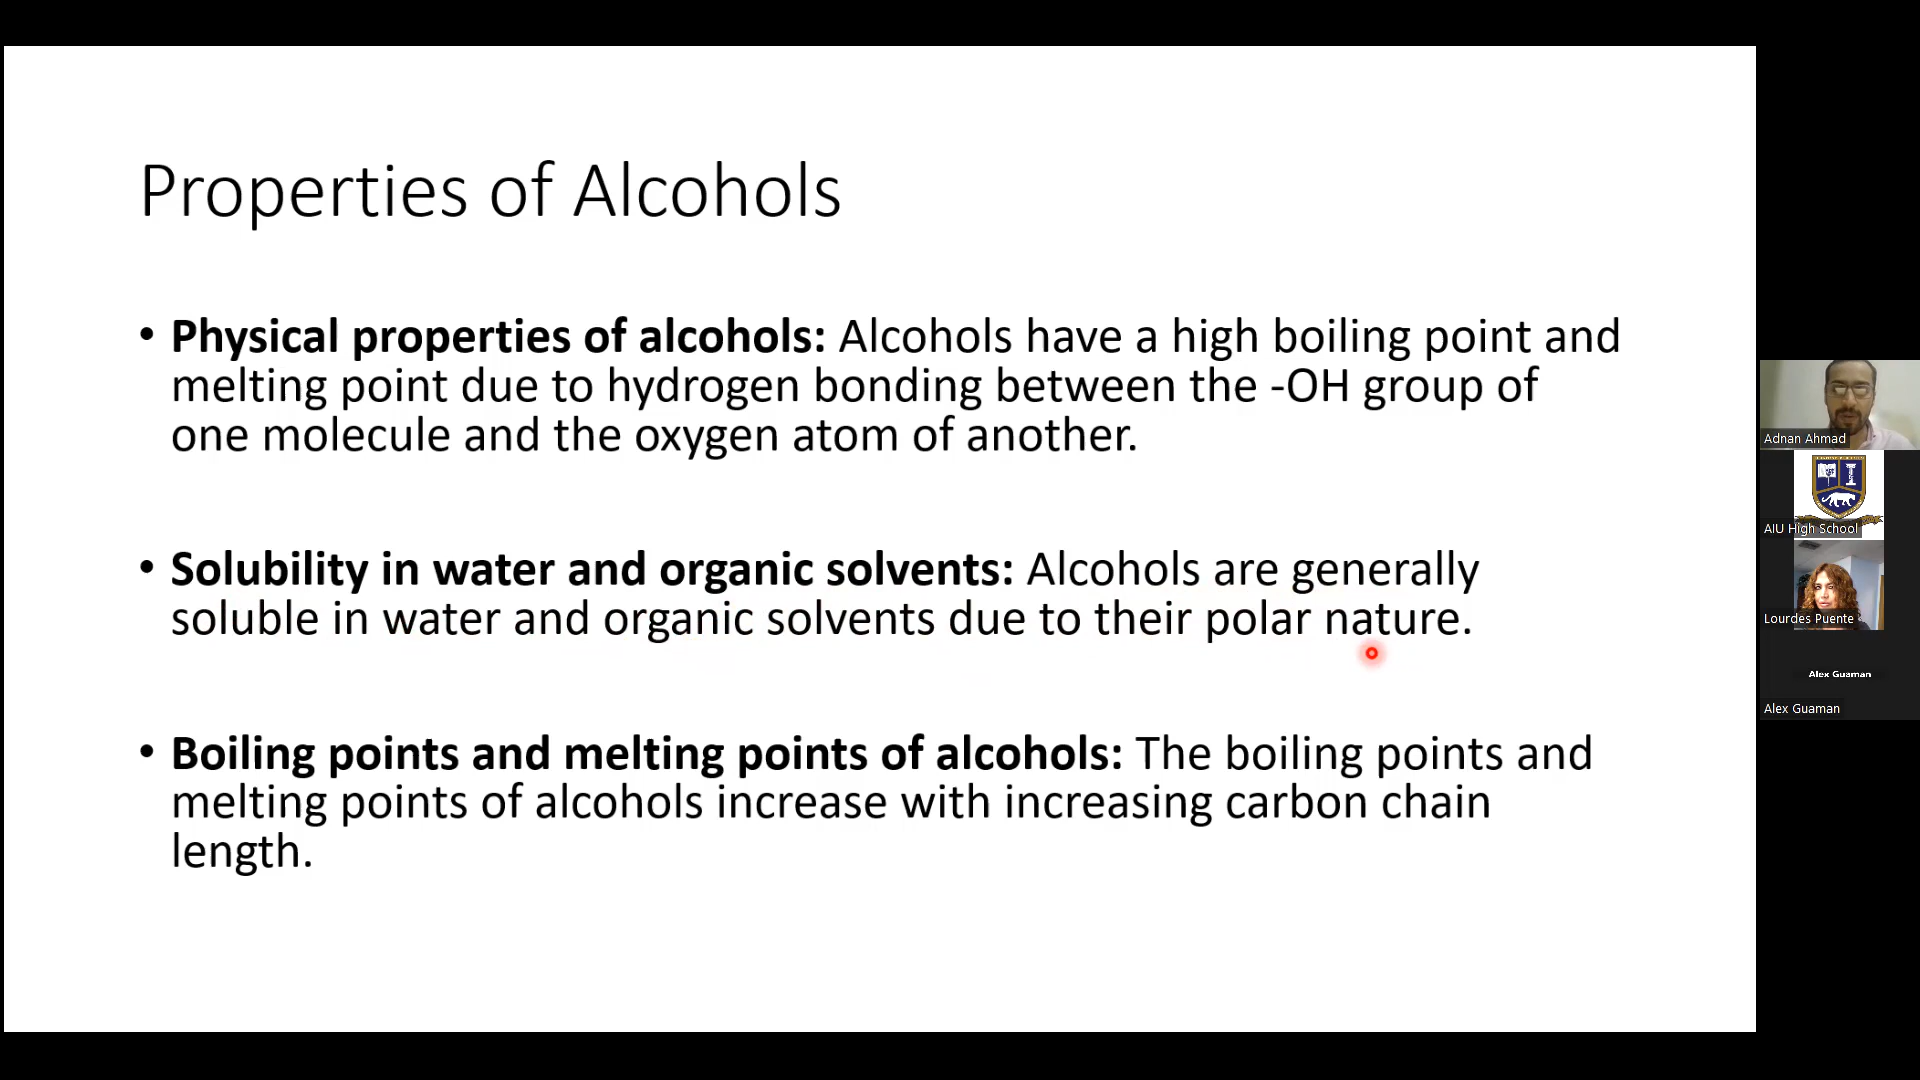 Properties of Alcohols
• Physical properties of alcohols: Alcohols have a high boiling point and
melting point due to hydrogen bonding between the -OH group of
one molecule and the oxygen atom of another.
• Solubility in water and organic solvents: Alcohols are generally
soluble in water and organic solvents due to their polar nature.
• Boiling points and melting points of alcohols: The boiling points and
melting points of alcohols increase with increasing carbon chain
length.
Adnan Ahmad
AIU High School
Lourdes Puente
Alex Guaman
Alex Guaman